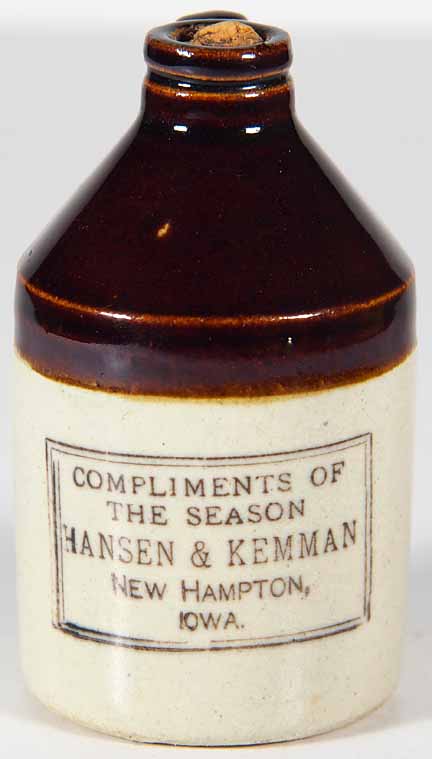 COMPLIMENTS OF
THE SEASON
HANSEN & KEMMAN
NEW HAMPTON,
IOWA.